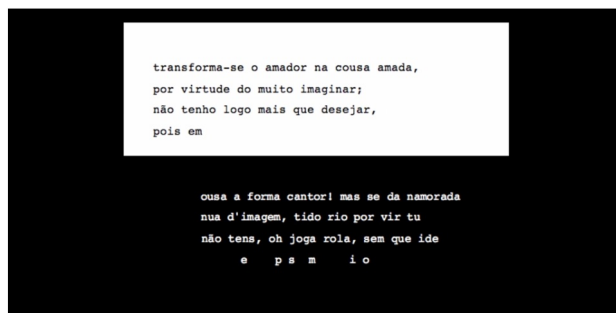 transforma-se o amador na cousa amada,
por virtude do muito imaginar;
não tenho logo mais que desejar,
pois em
ousa a forma cantor! mas se da namorada
nua d'imagem, tido rio por vir tu
não tens, oh joga rola, sem que ide
e p s m i o